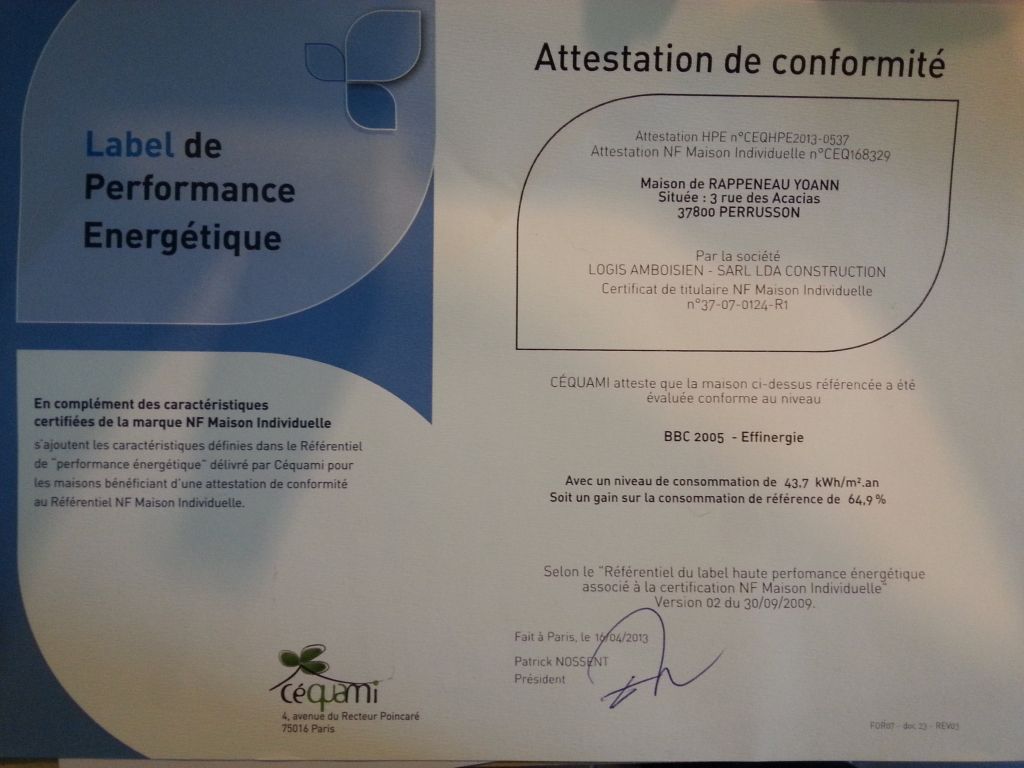 Label de
Performance
Energétique
En complément des caractéristiques
certifiées de la marque NF Maison Individuelle
s'ajoutent les caractéristiques définies dans le Référentiel
de "performance énergétique" délivré par Céquami pour
les maisons bénéficiant d'une attestation de conformité
au Référentiel NF Maison Individuelle.
céquami
4, avenue du Recteur Poincaré
75016 Paris
Attestation de conformité
Attestation HPE n°CEQHPE2013-0537
Attestation NF Maison Individuelle n°CEQ168329
Maison de RAPPENEAU YOANN
Située : 3 rue des Acacias
37800 PERRUSSON
Par la société
LOGIS AMBOISIEN - SARL LDA CONSTRUCTION
Certificat de titulaire NF Maison Individuelle
n°37-07-0124-R1
CÉQUAMI atteste que la maison ci-dessus référencée a été
évaluée conforme au niveau
BBC 2005 - Effinergie
Avec un niveau de consommation de 43,7 kWh/m².an
Soit un gain sur la consommation de référence de 64,9 %
Selon le "Référentiel du label haute perfomance énergétique
associé à la certification NF Maison Individuelle"
Version 02 du 30/09/2009.
Fait à Paris, le 16/04/2013
Patrick NOSSENT
Président
FOR07 - doc 23 - REV03